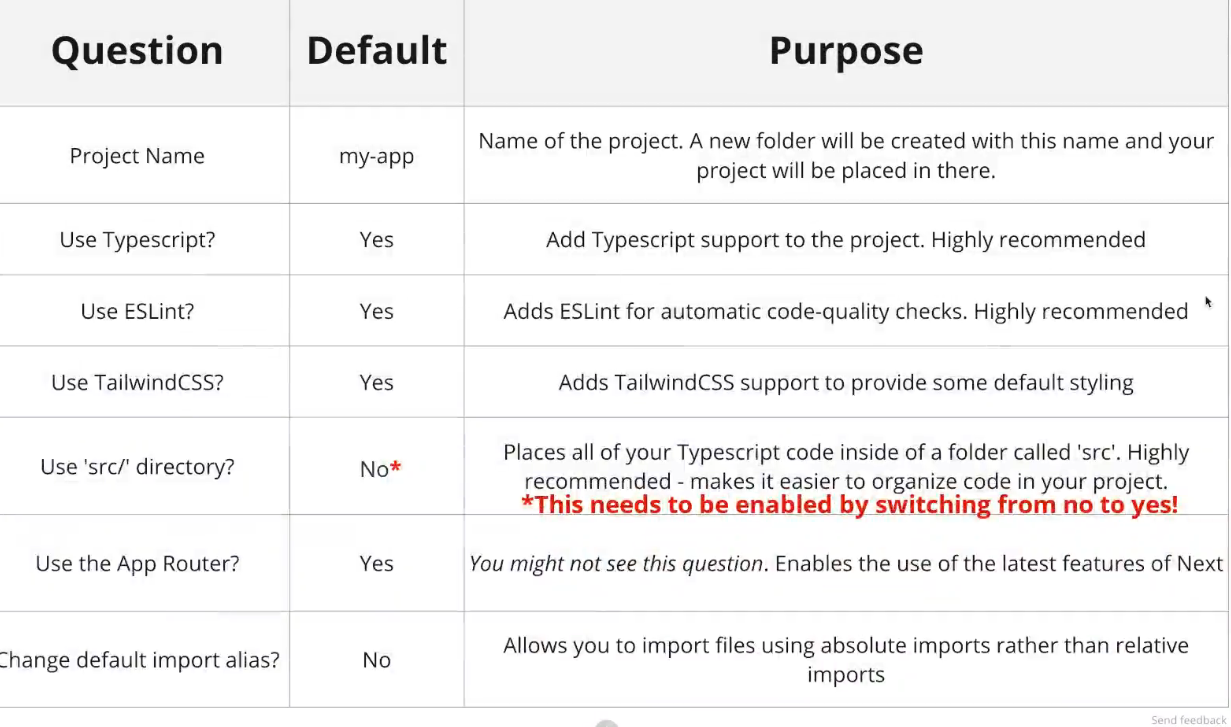 Question Default Purpose
Project Name my-app Name of the project. A new folder will be created with this name and your
project will be placed in there.
Use Typescript? Yes Add Typescript support to the project. Highly recommended
Use ESLint? Yes Adds ESLint for automatic code-quality checks. Highly recommended
Use TailwindCSS? Yes Adds TailwindCSS support to provide some default styling
Use 'src/' directory? No* Places all of your Typescript code inside of a folder called 'src'. Highly
recommended - makes it easier to organize code in your project.
*This needs to be enabled by switching from no to yes!
Use the App Router? Yes You might not see this question. Enables the use of the latest features of Next
Change default import alias? No Allows you to import files using absolute imports rather than relative
imports
Send feedback